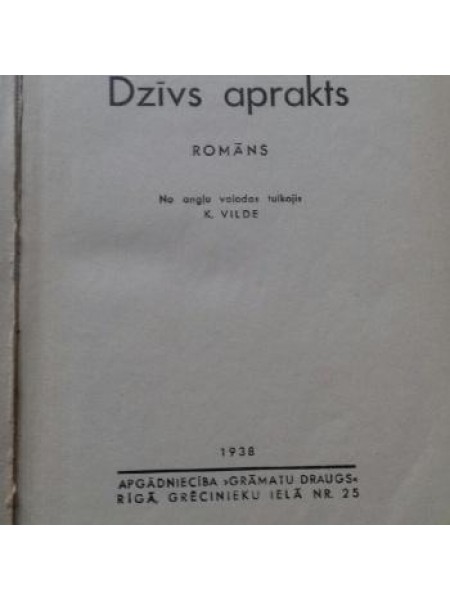 Dzīvs aprakts
ROMĀNS
No angļu valodas tulkojis
K. VILDE
1938
APGĀDNIECĪBA »GRĀMATU DRAUGS«
RĪGĀ, GRĒCINIEKU IELĀ NR. 25